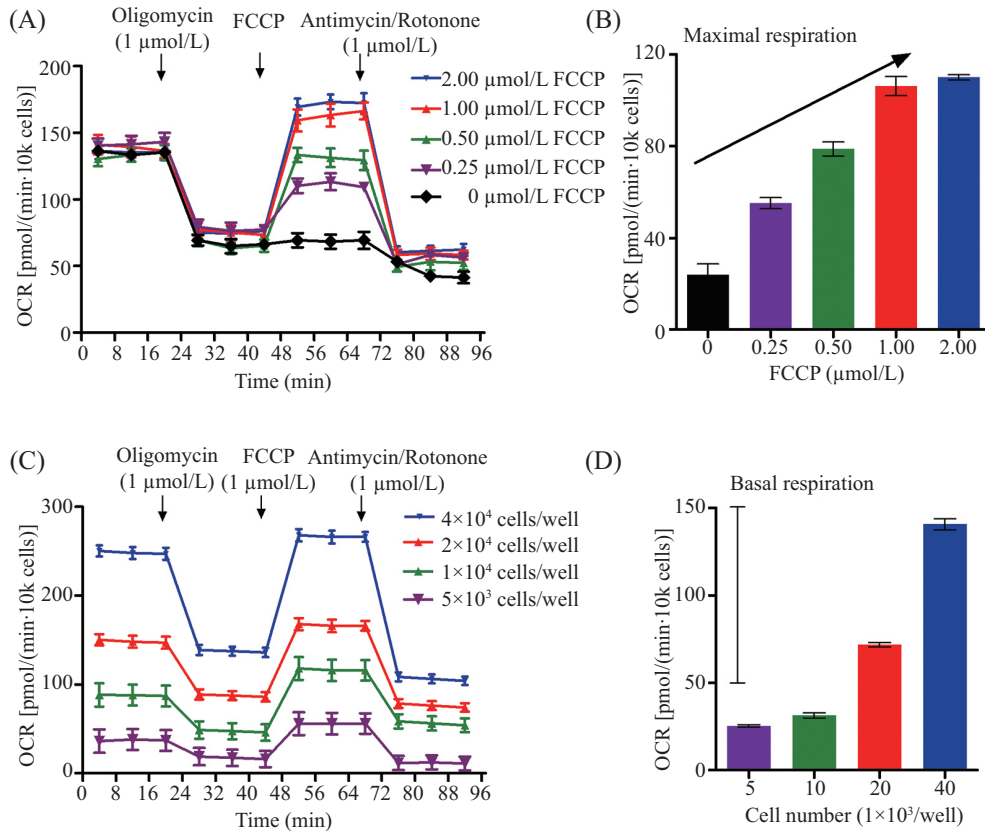 (A)
Oligomycin
(1 µmol/L)
FCCP
Antimycin/Rotonone
(1 µmol/L)
OCR [pmol/(min·10k cells)]
200
150
100
50
0
2.00 µmol/L FCCP
1.00 µmol/L FCCP
0.50 µmol/L FCCP
0.25 µmol/L FCCP
0 µmol/L FCCP
0 8 16 24 32 40 48 56 64 72 80 88 96
Time (min)
(B)
Maximal respiration
OCR [pmol/(min·10k cells)]
120
80
40
0
0 0.25 0.50 1.00 2.00
FCCP (µmol/L)
(C)
Oligomycin
(1 µmol/L)
FCCP
(1 µmol/L)
Antimycin/Rotonone
(1 µmol/L)
OCR [pmol/(min·10k cells)]
300
200
100
0
4×10⁴ cells/well
2×10⁴ cells/well
1×10⁴ cells/well
5×10³ cells/well
0 8 16 24 32 40 48 56 64 72 80 88 96
Time (min)
(D)
Basal respiration
OCR [pmol/(min·10k cells)]
150
100
50
0
5 10 20 40
Cell number (1×10³/well)